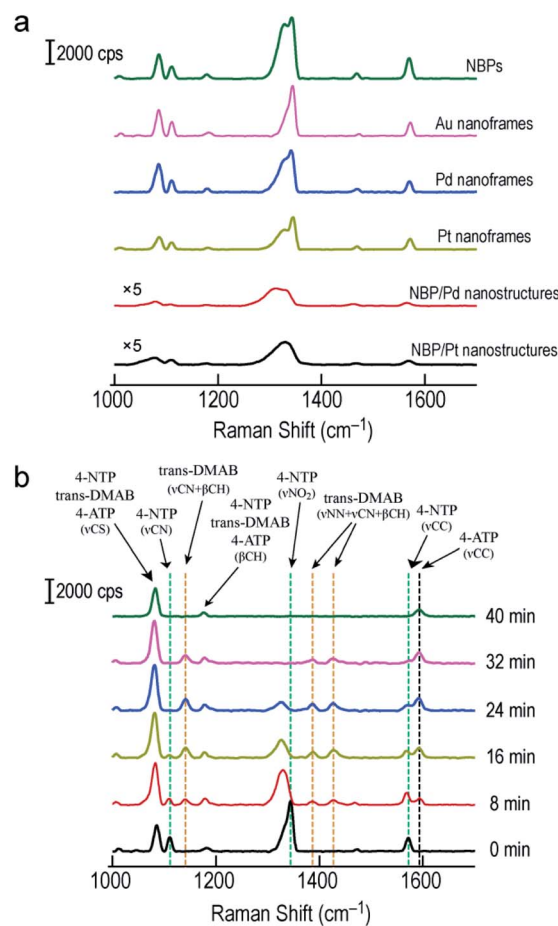 a
2000 cps
NBPs
Au nanoframes
Pd nanoframes
Pt nanoframes
×5
NBP/Pd nanostructures
×5
NBP/Pt nanostructures
1000 1200 1400 1600
Raman Shift (cm⁻¹)
b
4-NTP
trans-DMAB
4-ATP
(νCS)
4-NTP
(νCN)
trans-DMAB
(νCN+βCH)
4-NTP
trans-DMAB
4-ATP
(βCH)
4-NTP
(νNO₂)
trans-DMAB
(νNN+νCN+βCH)
4-NTP
(νCC)
4-ATP
(νCC)
2000 cps
40 min
32 min
24 min
16 min
8 min
0 min
1000 1200 1400 1600
Raman Shift (cm⁻¹)